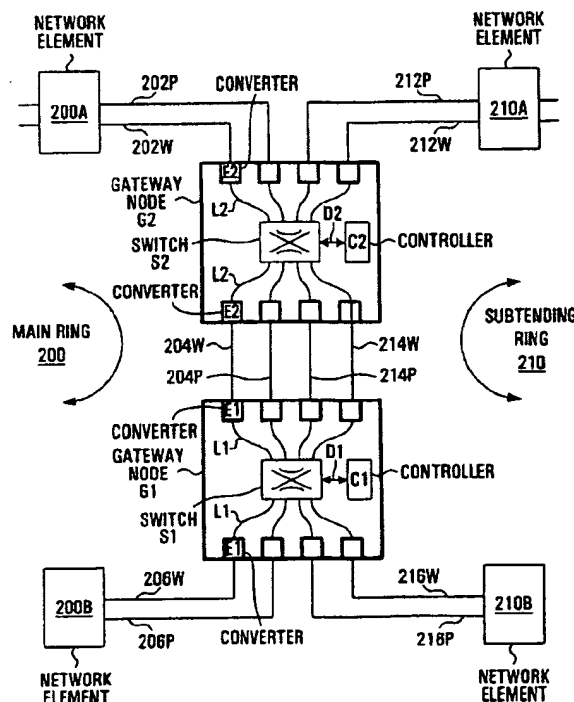 NETWORK
ELEMENT
NETWORK
ELEMENT
202P
CONVERTER
212P
200A
210A
202W
212W
E2
GATEWAY
NODE
G2
L2
D2
SWITCH
S2
C2
CONTROLLER
L2
CONVERTER
E2
MAIN RING
200
SUBTENDING
RING
210
204W
214W
204P
214P
CONVERTER
E1
GATEWAY
NODE
G1
L1
D1
SWITCH
S1
C1
CONTROLLER
L1
E1
206W
216W
200B
210B
206P
CONVERTER
216P
NETWORK
ELEMENT
NETWORK
ELEMENT